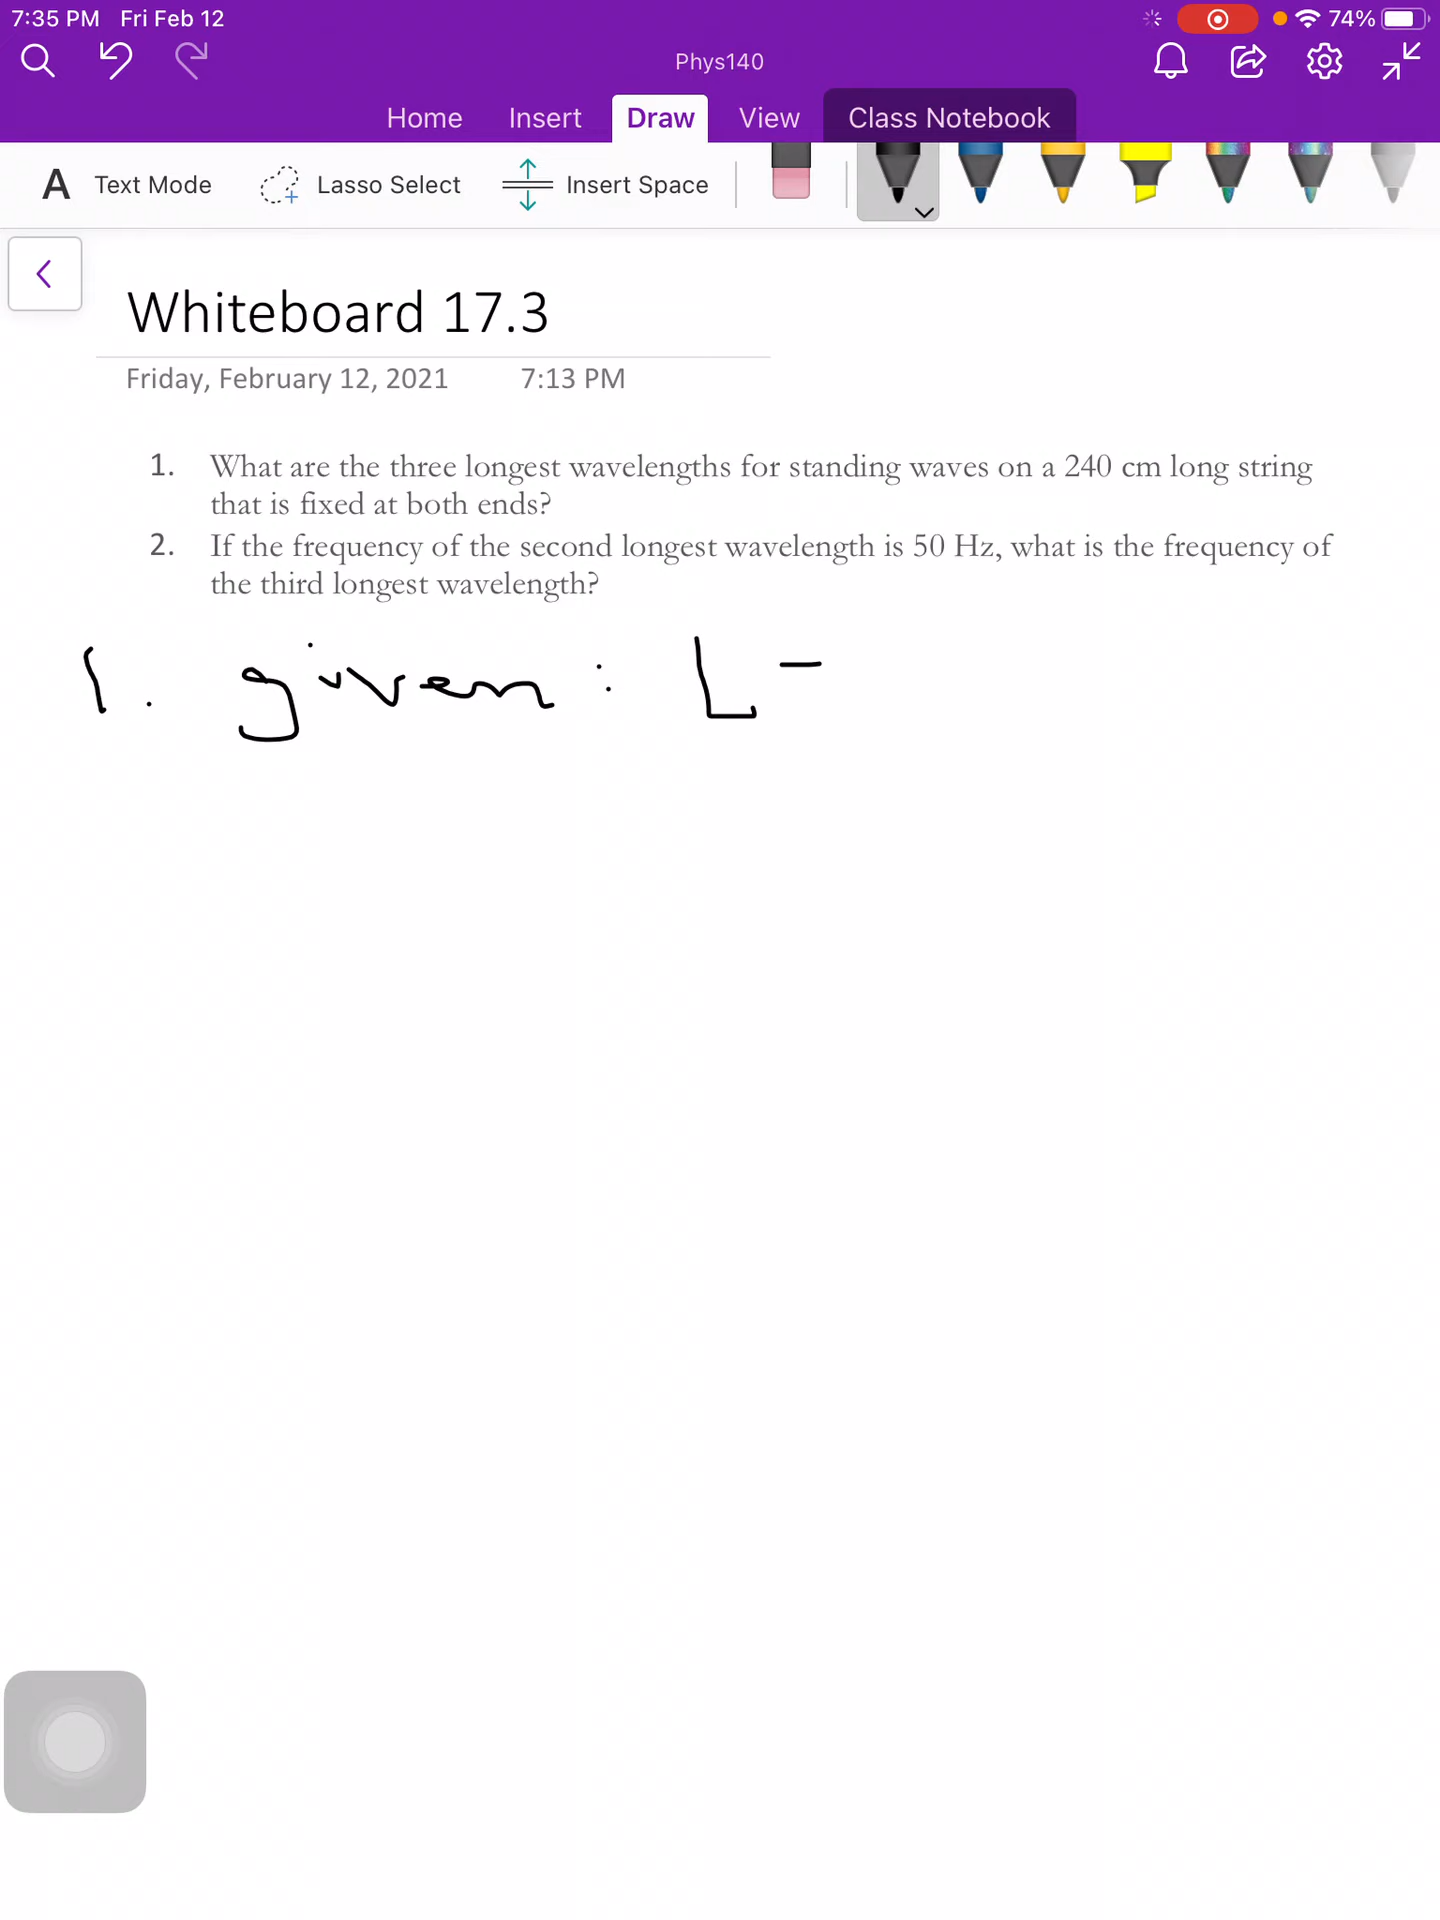 7:35 PM Fri Feb 12 74%
Phys140
Home Insert Draw View Class Notebook
A Text Mode Lasso Select Insert Space
Whiteboard 17.3
Friday, February 12, 2021 7:13 PM
1. What are the three longest wavelengths for standing waves on a 240 cm long string
that is fixed at both ends?
2. If the frequency of the second longest wavelength is 50 Hz, what is the frequency of
the third longest wavelength?
1. given : L -